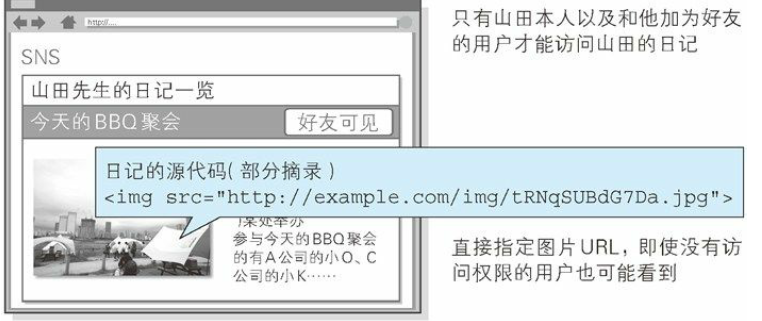 http://....
只有山田本人以及和他加为好友
的用户才能访问山田的日记
SNS
山田先生的日记一览
今天的BBQ聚会
好友可见
日记的源代码(部分摘录)
<img src="http://example.com/img/tRNqSUBdG7Da.jpg">
某处举办
参与今天的BBQ聚会
的有A公司的小O、C
公司的小K……
直接指定图片URL，即使没有访
问权限的用户也可能看到